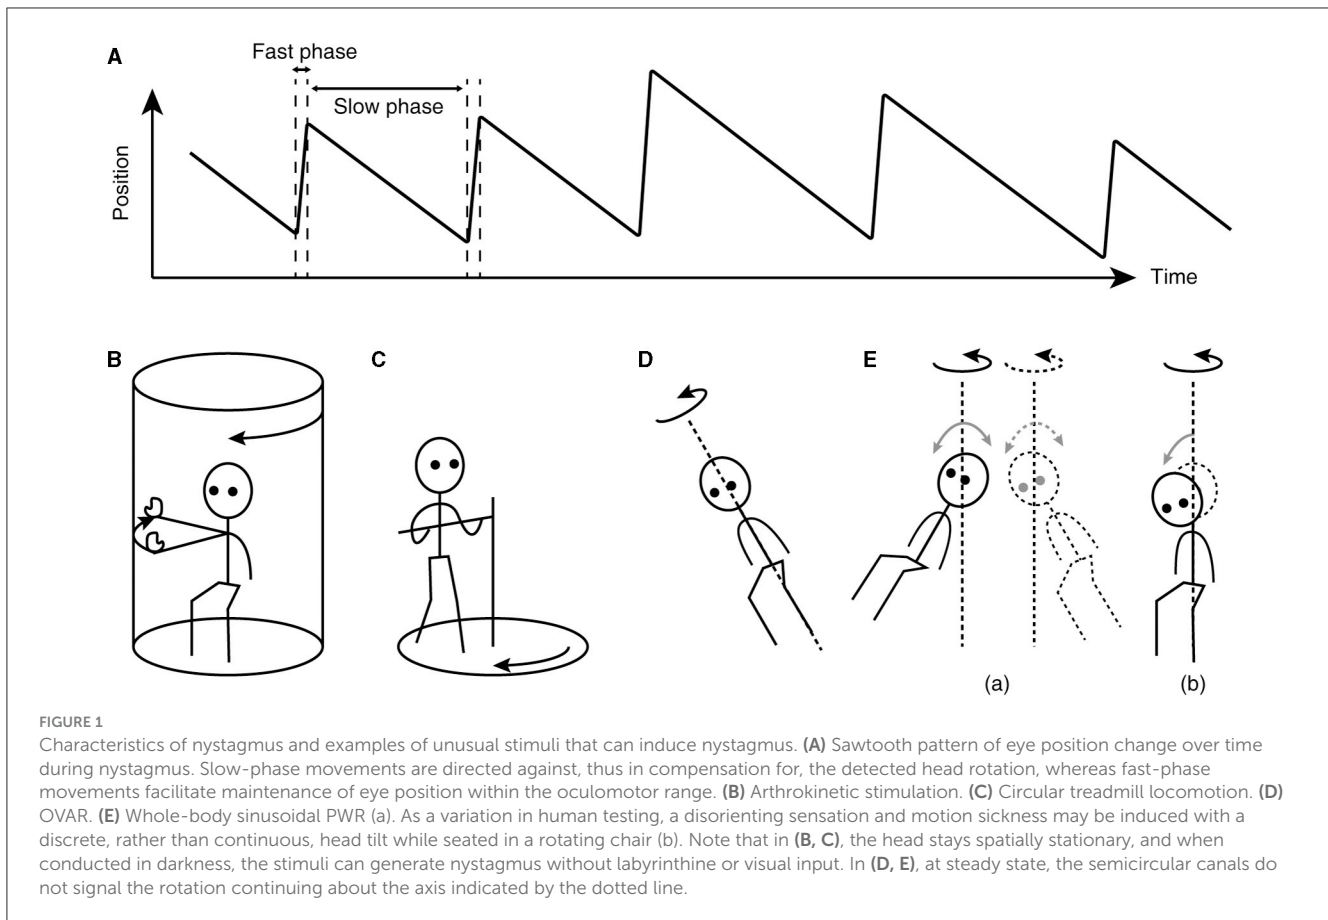 A
Fast phase
Slow phase
Position
Time
B
C
D
E
(a)
(b)
FIGURE 1
Characteristics of nystagmus and examples of unusual stimuli that can induce nystagmus. (A) Sawtooth pattern of eye position change over time
during nystagmus. Slow-phase movements are directed against, thus in compensation for, the detected head rotation, whereas fast-phase
movements facilitate maintenance of eye position within the oculomotor range. (B) Arthrokinetic stimulation. (C) Circular treadmill locomotion. (D)
OVAR. (E) Whole-body sinusoidal PWR (a). As a variation in human testing, a disorienting sensation and motion sickness may be induced with a
discrete, rather than continuous, head tilt while seated in a rotating chair (b). Note that in (B, C), the head stays spatially stationary, and when
conducted in darkness, the stimuli can generate nystagmus without labyrinthine or visual input. In (D, E), at steady state, the semicircular canals do
not signal the rotation continuing about the axis indicated by the dotted line.